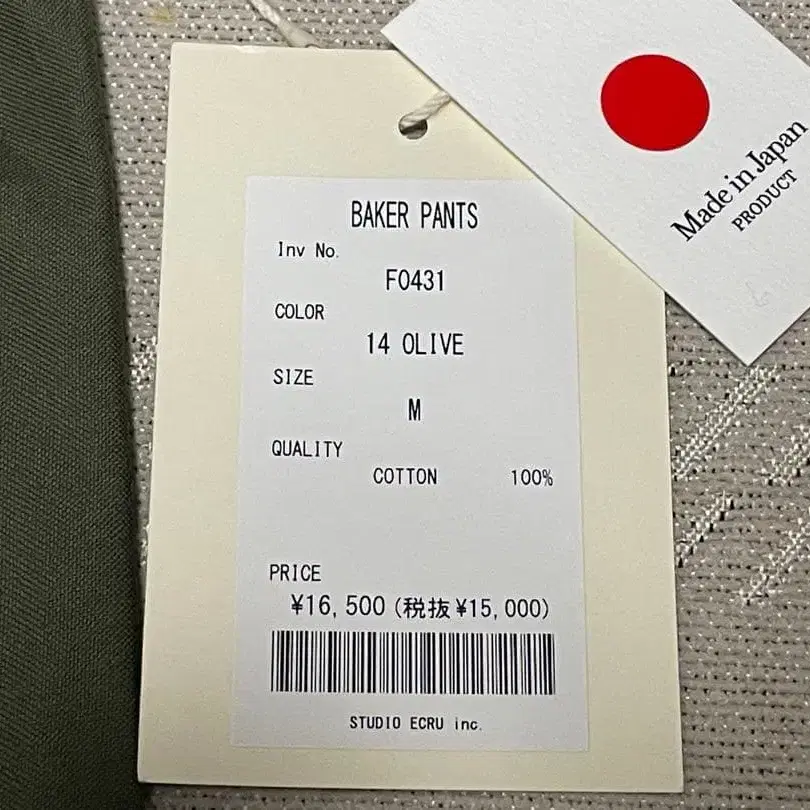 Made in Japan
PRODUCT
BAKER PANTS
Inv No.
F0431
COLOR
14 OLIVE
SIZE
M
QUALITY
COTTON 100%
PRICE
¥16,500(税抜¥15,000)
STUDIO ECRU inc.